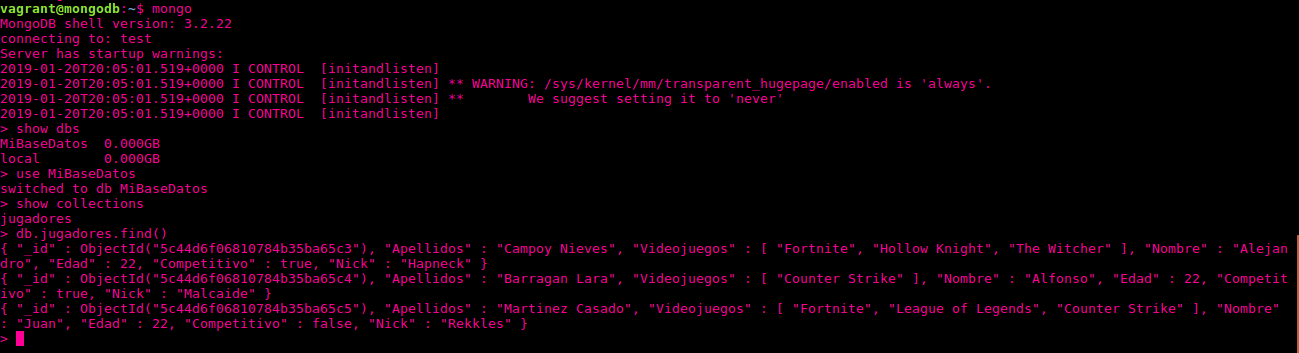 vagrant@mongodb:~$ mongo
MongoDB shell version: 3.2.22
connecting to: test
Server has startup warnings:
2019-01-20T20:05:01.519+0000 I CONTROL  [initandlisten]
2019-01-20T20:05:01.519+0000 I CONTROL  [initandlisten] ** WARNING: /sys/kernel/mm/transparent_hugepage/enabled is 'always'.
2019-01-20T20:05:01.519+0000 I CONTROL  [initandlisten] **        We suggest setting it to 'never'
2019-01-20T20:05:01.519+0000 I CONTROL  [initandlisten]
> show dbs
MiBaseDatos  0.000GB
local        0.000GB
> use MiBaseDatos
switched to db MiBaseDatos
> show collections
jugadores
> db.jugadores.find()
{ "_id" : ObjectId("5c44d6f06810784b35ba65c3"), "Apellidos" : "Campoy Nieves", "Videojuegos" : [ "Fortnite", "Hollow Knight", "The Witcher" ], "Nombre" : "Alejan
dro", "Edad" : 22, "Competitivo" : true, "Nick" : "Hapneck" }
{ "_id" : ObjectId("5c44d6f06810784b35ba65c4"), "Apellidos" : "Barragan Lara", "Videojuegos" : [ "Counter Strike" ], "Nombre" : "Alfonso", "Edad" : 22, "Competit
ivo" : true, "Nick" : "Malcaide" }
{ "_id" : ObjectId("5c44d6f06810784b35ba65c5"), "Apellidos" : "Martinez Casado", "Videojuegos" : [ "Fortnite", "League of Legends", "Counter Strike" ], "Nombre"
: "Juan", "Edad" : 22, "Competitivo" : false, "Nick" : "Rekkles" }
>